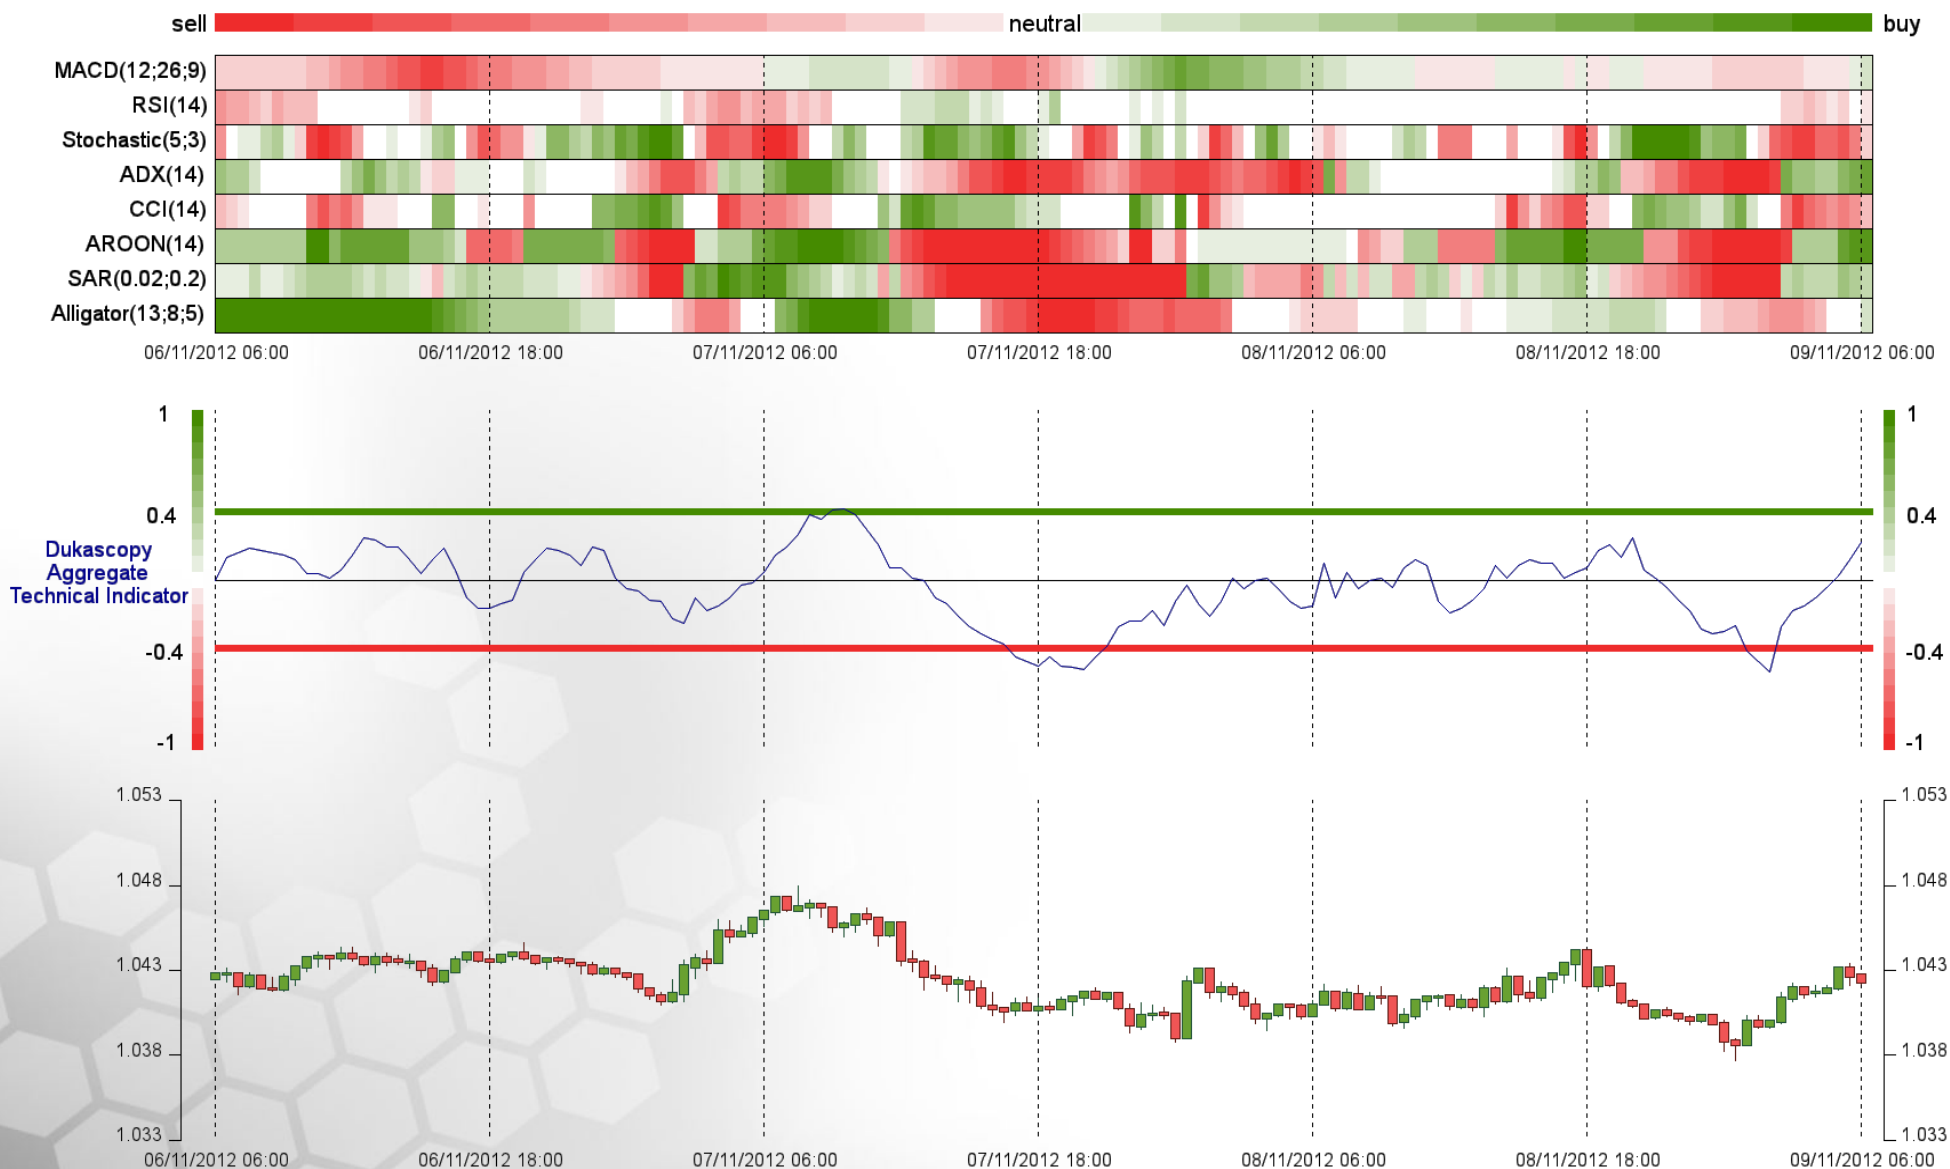 sell neutral buy
MACD(12;26;9)
RSI(14)
Stochastic(5;3)
ADX(14)
CCI(14)
AROON(14)
SAR(0.02;0.2)
Alligator(13;8;5)
06/11/2012 06:00 06/11/2012 18:00 07/11/2012 06:00 07/11/2012 18:00 08/11/2012 06:00 08/11/2012 18:00 09/11/2012 06:00
1 1
0.4 0.4
Dukascopy
Aggregate
Technical Indicator
-0.4 -0.4
-1 -1
1.053 1.053
1.048 1.048
1.043 1.043
1.038 1.038
1.033 1.033
06/11/2012 06:00 06/11/2012 18:00 07/11/2012 06:00 07/11/2012 18:00 08/11/2012 06:00 08/11/2012 18:00 09/11/2012 06:00